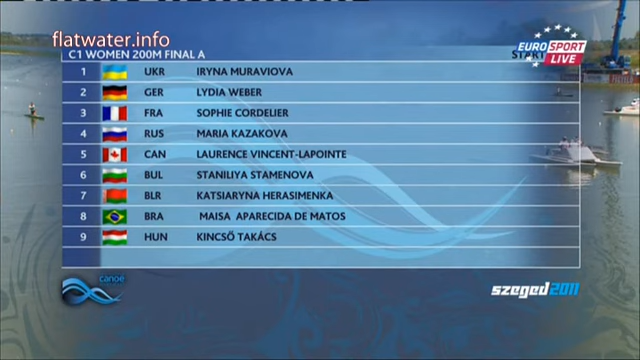 flatwater.info
C1 WOMEN 200M FINAL A
START
EUROSPORT
LIVE
1 UKR IRYNA MURAVIOVA
2 GER LYDIA WEBER
3 FRA SOPHIE CORDELIER
4 RUS MARIA KAZAKOVA
5 CAN LAURENCE VINCENT-LAPOINTE
6 BUL STANILIYA STAMENOVA
7 BLR KATSIARYNA HERASIMENKA
8 BRA MAISA APARECIDA DE MATOS
9 HUN KINCSŐ TAKÁCS
canoe
szeged2011